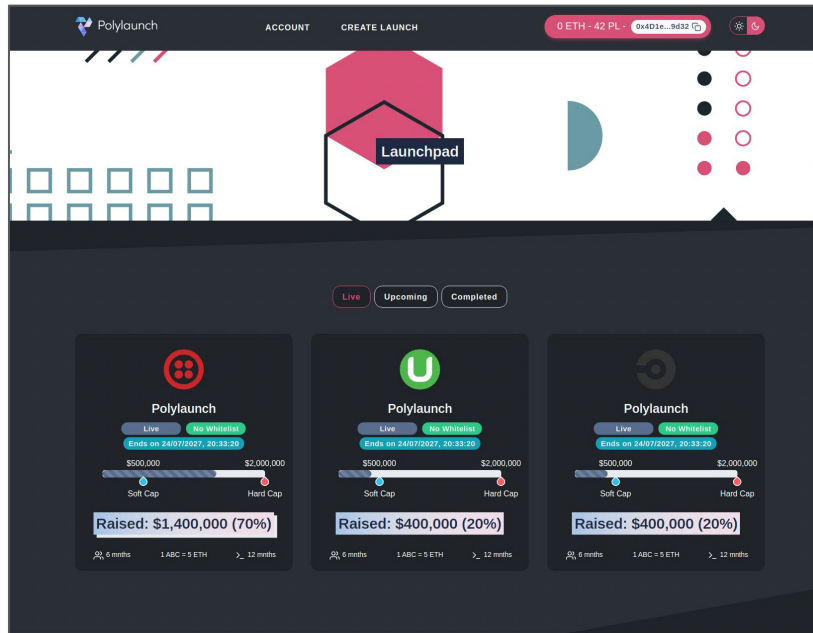 Polylaunch
ACCOUNT
CREATE LAUNCH
0 ETH - 42 PL - 0x4D1e...9d32
Launchpad
Live
Upcoming
Completed
Polylaunch
Live
No Whitelist
Ends on 24/07/2027, 20:33:20
$500,000
$2,000,000
Soft Cap
Hard Cap
Raised: $1,400,000 (70%)
6 mnths
1 ABC = 5 ETH
>_ 12 mnths
Polylaunch
Live
No Whitelist
Ends on 24/07/2027, 20:33:20
$500,000
$2,000,000
Soft Cap
Hard Cap
Raised: $400,000 (20%)
6 mnths
1 ABC = 5 ETH
>_ 12 mnths
Polylaunch
Live
No Whitelist
Ends on 24/07/2027, 20:33:20
$500,000
$2,000,000
Soft Cap
Hard Cap
Raised: $400,000 (20%)
6 mnths
1 ABC = 5 ETH
>_ 12 mnths